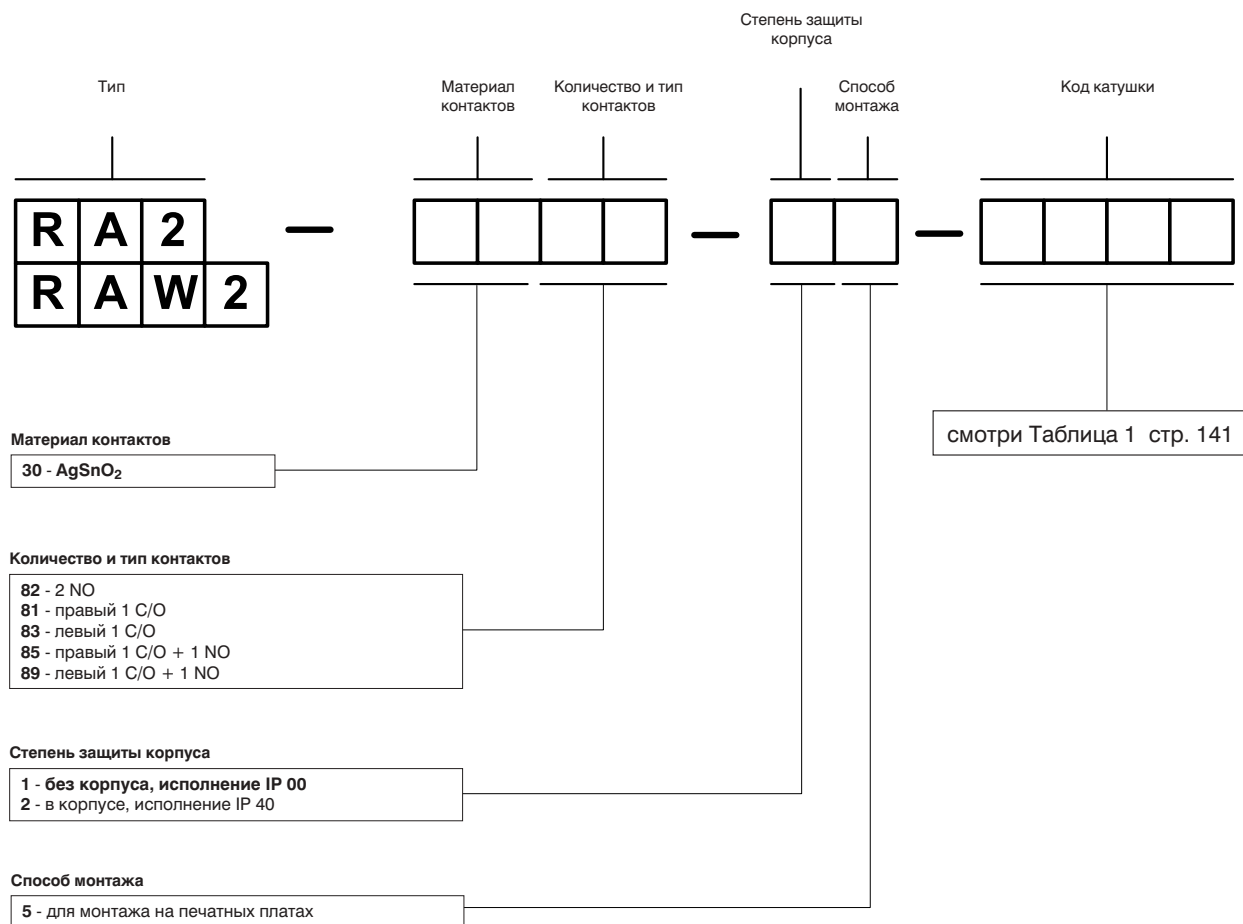 Степень защиты
корпуса
Тип
Материал
контактов
Количество и тип
контактов
Способ
монтажа
Код катушки
R A 2
R A W 2
смотри Таблица 1 стр. 141
Материал контактов
30 - AgSnO₂
Количество и тип контактов
82 - 2 NO
81 - правый 1 C/O
83 - левый 1 C/O
85 - правый 1 C/O + 1 NO
89 - левый 1 C/O + 1 NO
Степень защиты корпуса
1 - без корпуса, исполнение IP 00
2 - в корпусе, исполнение IP 40
Способ монтажа
5 - для монтажа на печатных платах